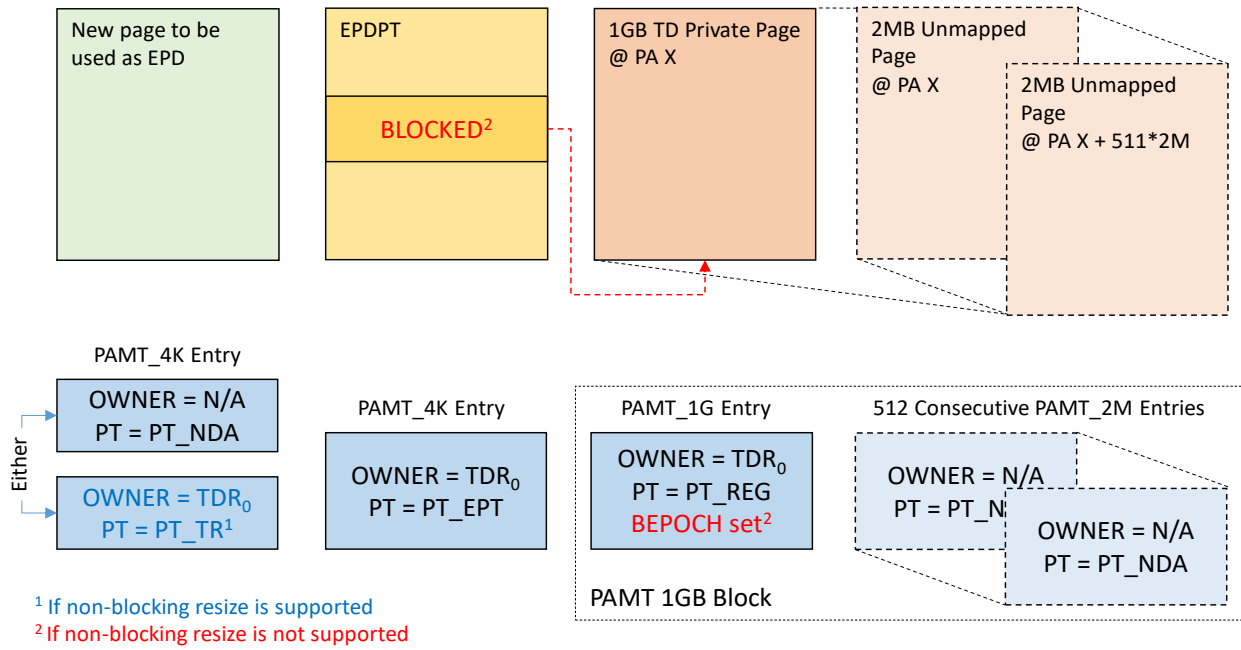 New page to be
used as EPD
EPDPT
BLOCKED²
1GB TD Private Page
@ PA X
2MB Unmapped
Page
@ PA X
2MB Unmapped
Page
@ PA X + 511*2M
PAMT_4K Entry
OWNER = N/A
PT = PT_NDA
Either
OWNER = TDR₀
PT = PT_TR¹
PAMT_4K Entry
OWNER = TDR₀
PT = PT_EPT
PAMT_1G Entry
OWNER = TDR₀
PT = PT_REG
BEPOCH set²
PAMT 1GB Block
512 Consecutive PAMT_2M Entries
OWNER = N/A
PT = PT_N
OWNER = N/A
PT = PT_NDA
¹ If non-blocking resize is supported
² If non-blocking resize is not supported